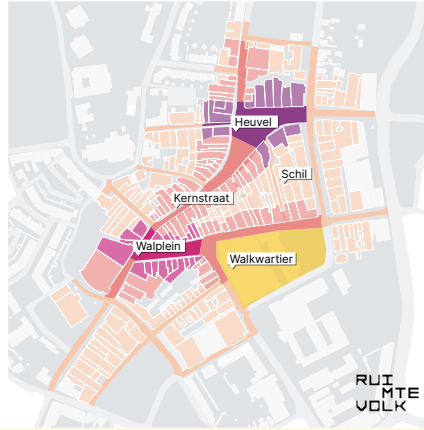 Heuvel
Schil
Kernstraat
Walplein
Walkwartier
RUI
MTE
VOLK